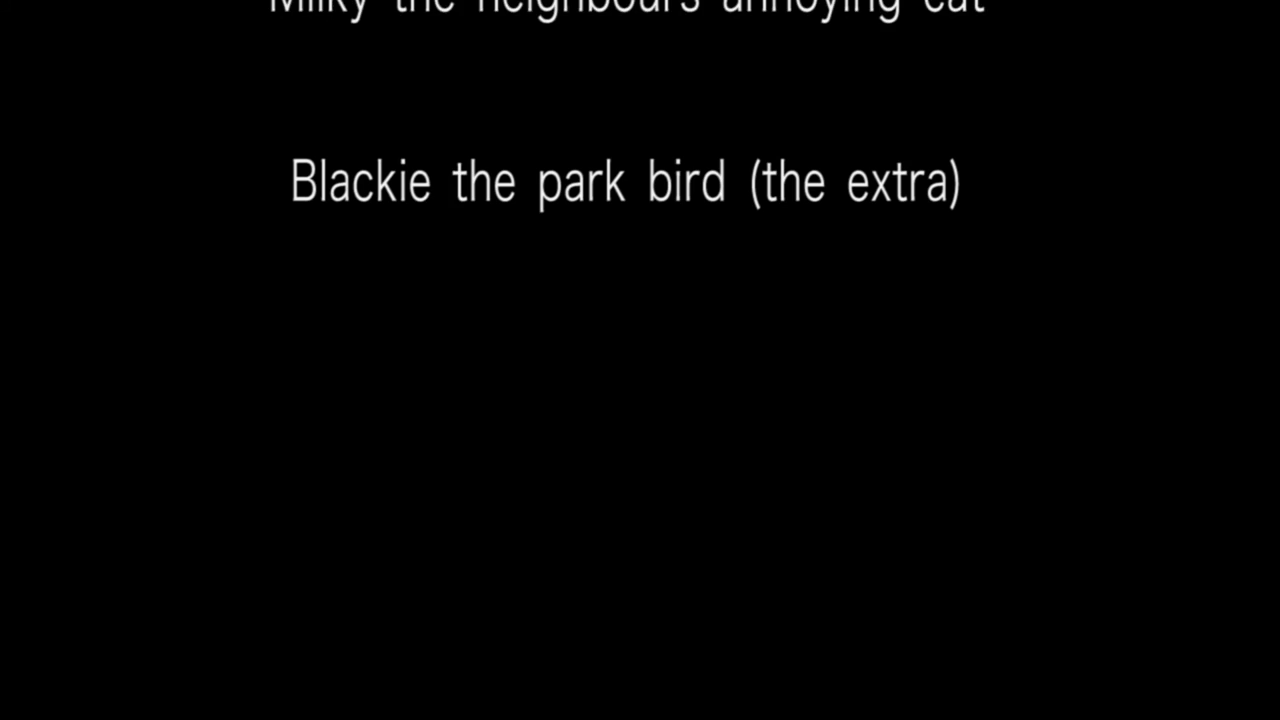 Milky the neighbours annoying cat
Blackie the park bird (the extra)